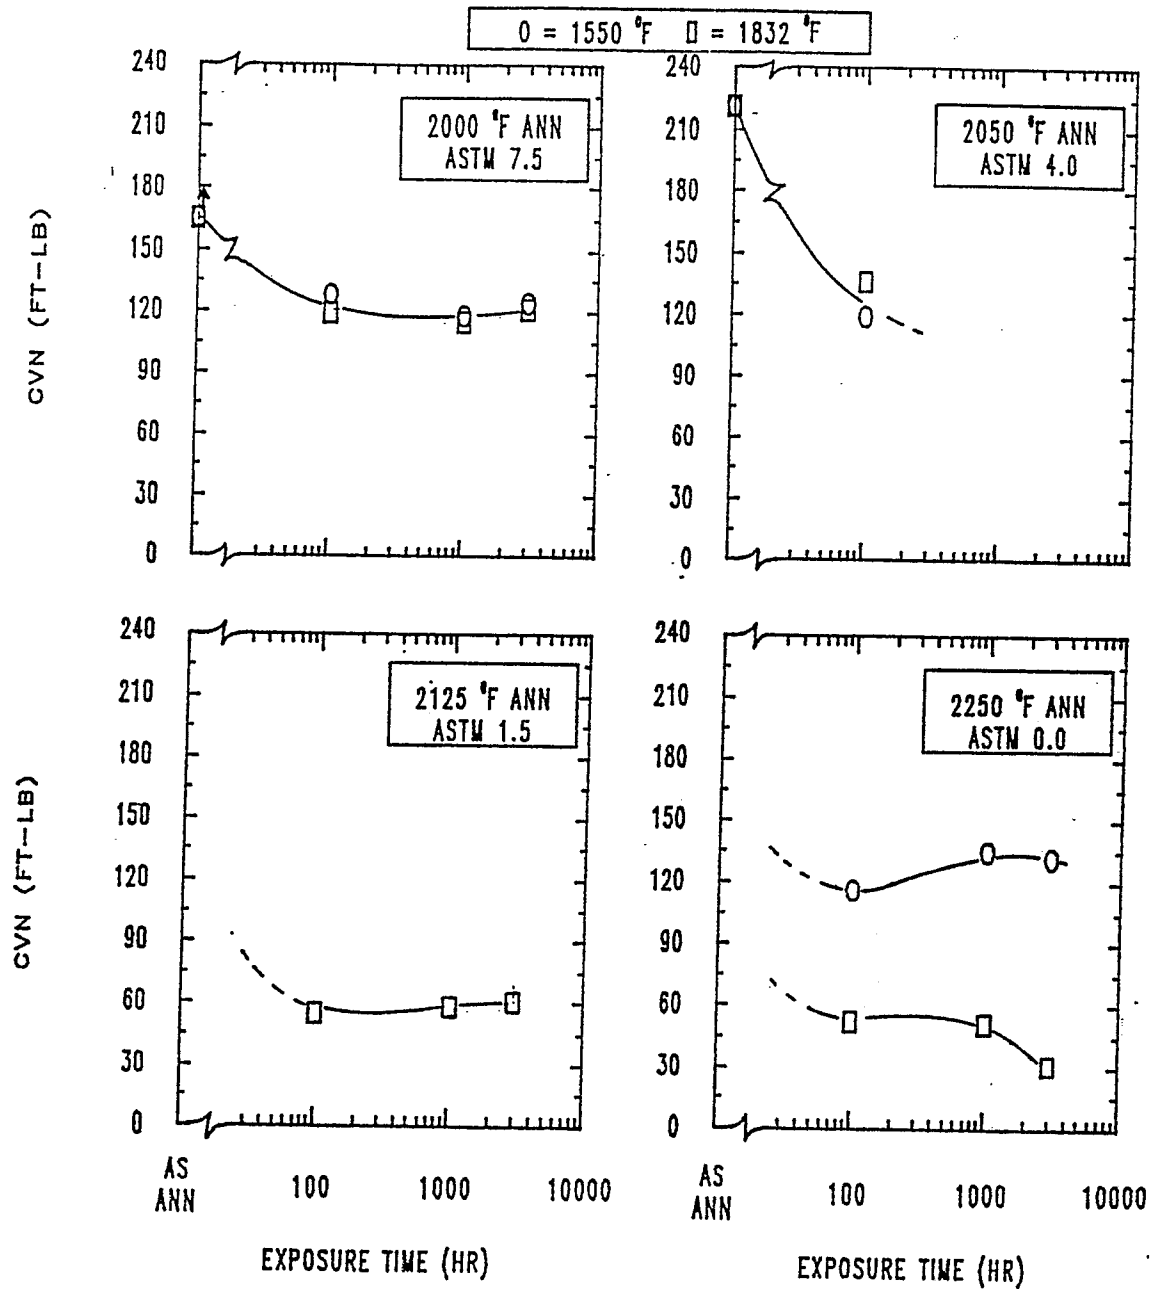 O = 1550 °F ▯ = 1832 °F
CVN (FT-LB)
240
210
180
150
120
90
60
30
0
2000 °F ANN
ASTM 7.5
240
210
180
150
120
90
60
30
0
2050 °F ANN
ASTM 4.0
CVN (FT-LB)
240
210
180
150
120
90
60
30
0
2125 °F ANN
ASTM 1.5
AS
ANN
100
1000
10000
EXPOSURE TIME (HR)
240
210
180
150
120
90
60
30
0
2250 °F ANN
ASTM 0.0
AS
ANN
100
1000
10000
EXPOSURE TIME (HR)